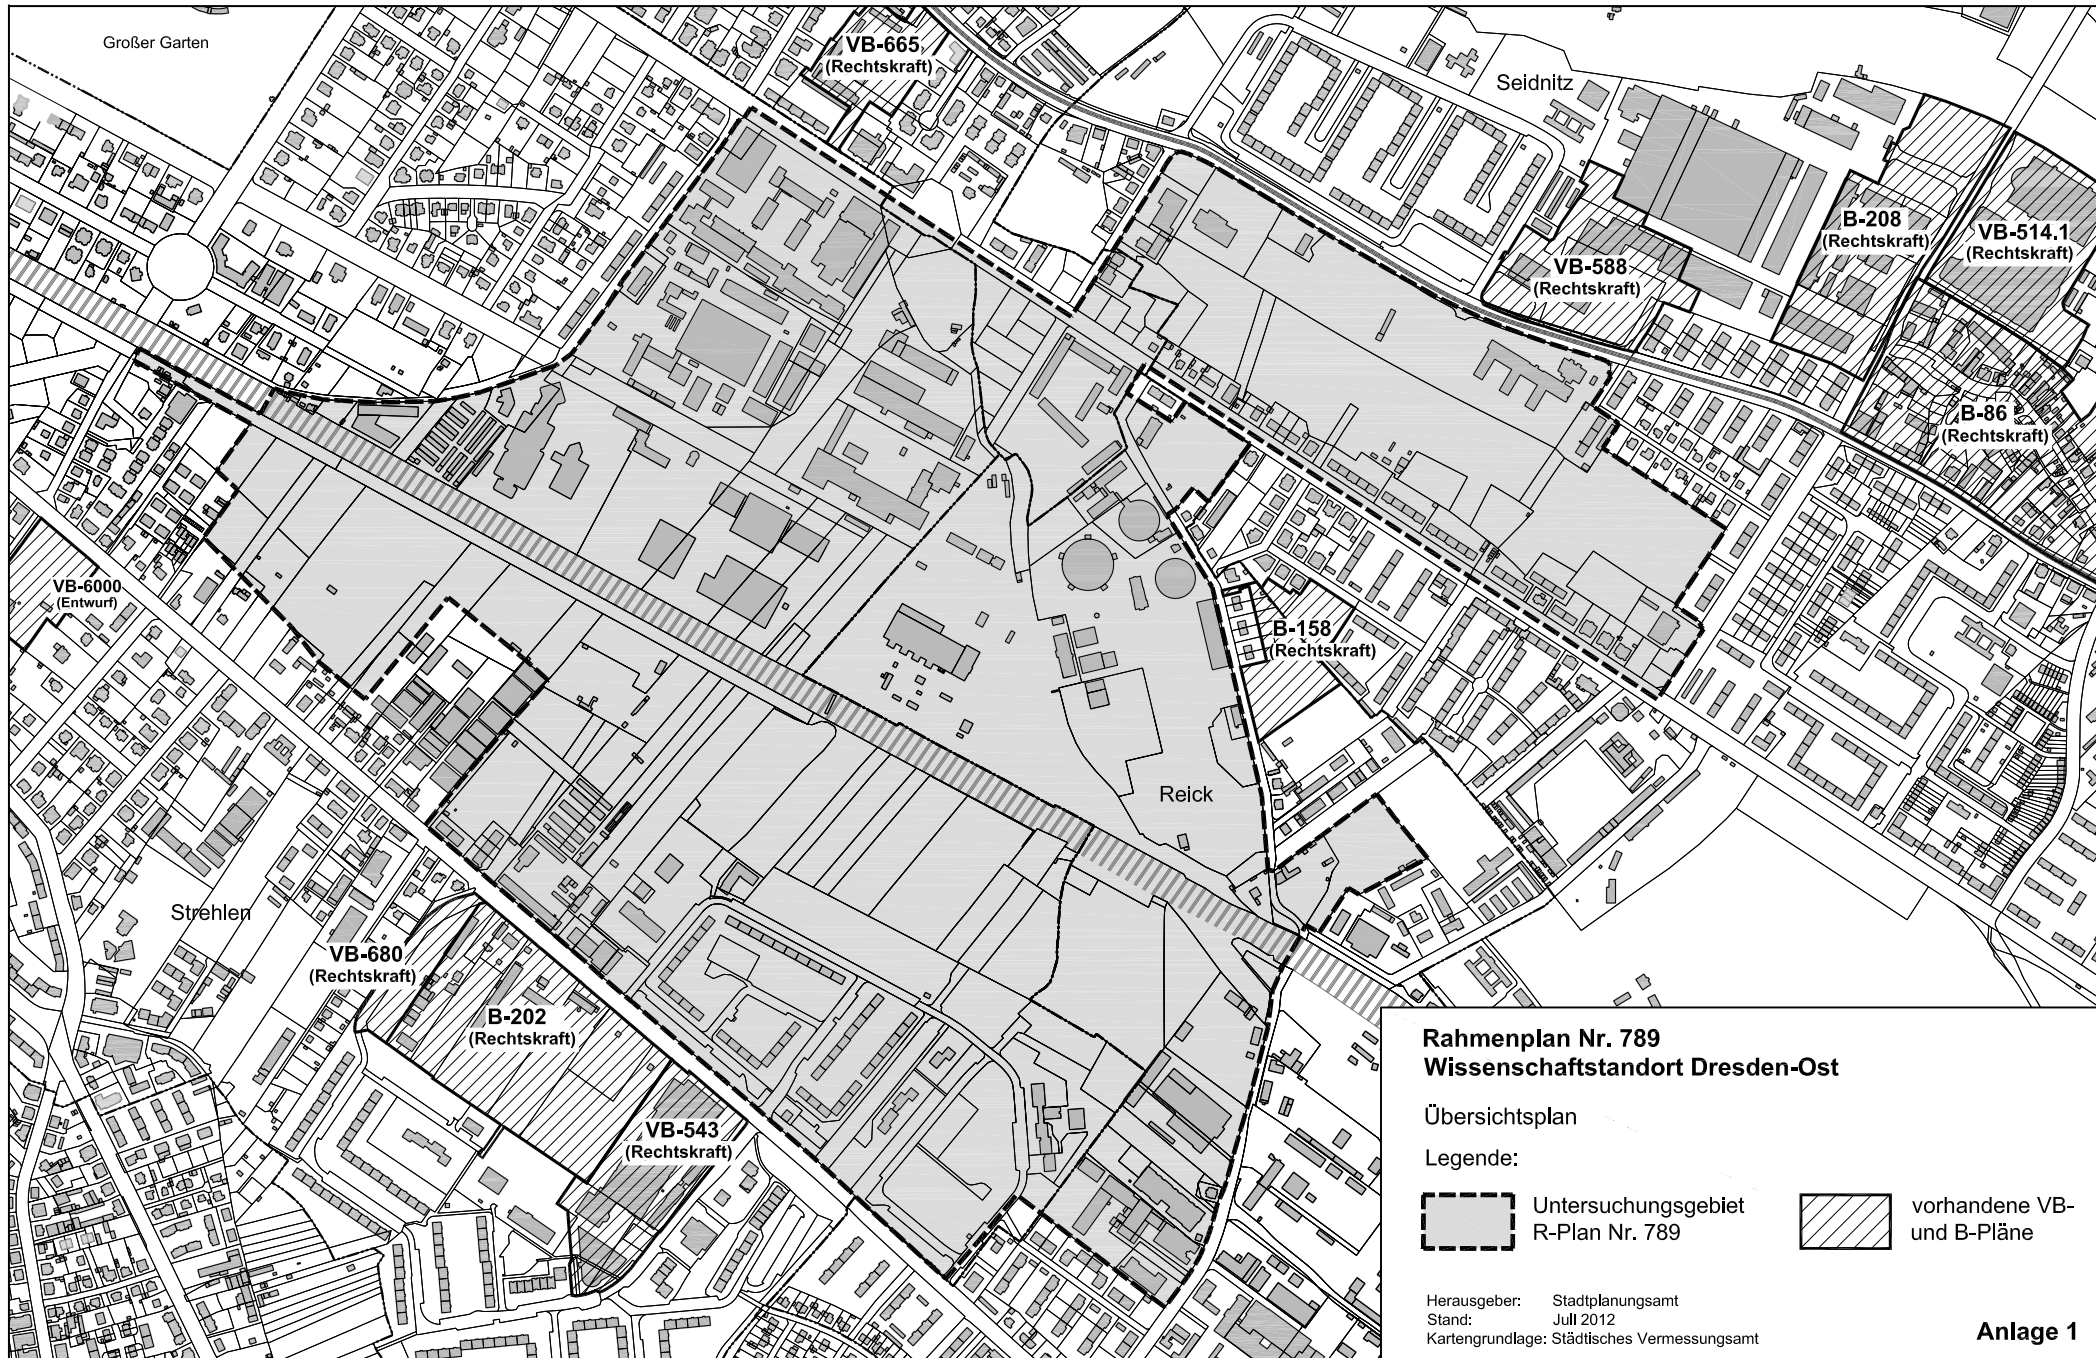 Großer Garten
VB-665
(Rechtskraft)
Seidnitz
B-208
(Rechtskraft)
VB-514.1
(Rechtskraft)
VB-588
(Rechtskraft)
B-86
(Rechtskraft)
VB-6000
(Entwurf)
B-158
(Rechtskraft)
Reick
Strehlen
VB-680
(Rechtskraft)
B-202
(Rechtskraft)
VB-543
(Rechtskraft)
Rahmenplan Nr. 789
Wissenschaftstandort Dresden-Ost
Übersichtsplan
Legende:
Untersuchungsgebiet
R-Plan Nr. 789
vorhandene VB-
und B-Pläne
Herausgeber: Stadtplanungsamt
Stand: Juli 2012
Kartengrundlage: Städtisches Vermessungsamt
Anlage 1